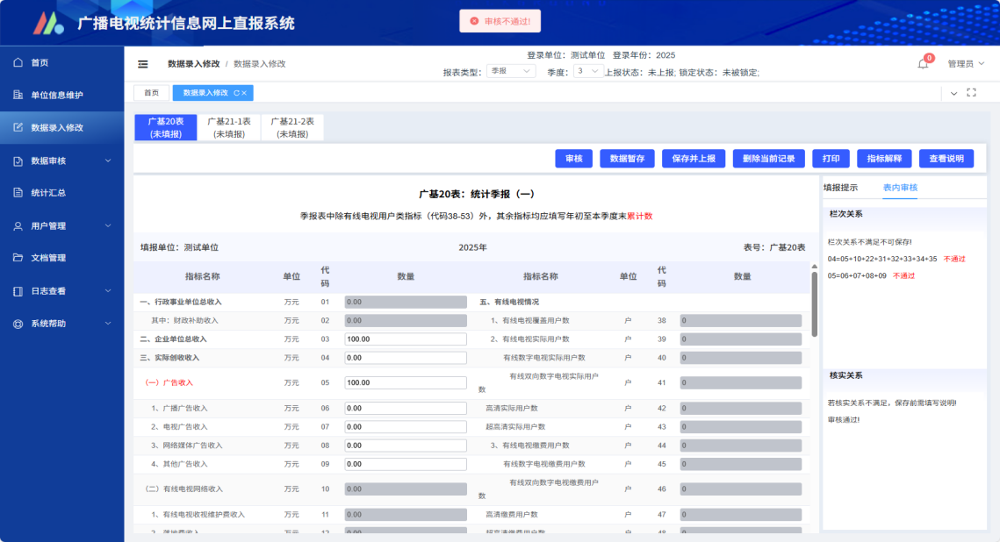 广播电视统计信息网上直报系统
审核不通过!
首页
单位信息维护
数据录入修改
数据审核
统计汇总
用户管理
文档管理
日志查看
系统帮助
数据录入修改 / 数据录入修改
登录单位：测试单位 登录年份：2025
报表类型： 季报 季度： 3 上报状态：未上报; 锁定状态：未被锁定;
0
管理员
首页 数据录入修改
广基20表 (未填报)
广基21-1表 (未填报)
广基21-2表 (未填报)
审核 数据暂存 保存并上报 删除当前记录 打印 指标解释 查看说明
广基20表：统计季报（一）
季报表中除有线电视用户类指标（代码38-53）外，其余指标均应填写年初至本季度末累计数
填报单位：测试单位 2025年 表号：广基20表
指标名称 单位 代码 数量 指标名称 单位 代码 数量
一、行政事业单位总收入 万元 01 0.00 五、有线电视情况
其中：财政补助收入 万元 02 0.00 1、有线电视覆盖用户数 户 38 0
二、企业单位总收入 万元 03 100.00 2、有线电视实际用户数 户 39 0
三、实际创收收入 万元 04 0.00 有线数字电视实际用户数 户 40 0
（一）广告收入 万元 05 100.00 有线双向数字电视实际用户数 户 41 0
1、广播广告收入 万元 06 0.00 高清实际用户数 户 42 0
2、电视广告收入 万元 07 0.00 超高清实际用户数 户 43 0
3、网络媒体广告收入 万元 08 0.00 3、有线电视缴费用户数 户 44 0
4、其他广告收入 万元 09 0.00 有线数字电视缴费用户数 户 45 0
（二）有线电视网络收入 万元 10 0.00 有线双向数字电视缴费用户数 户 46 0
1、有线电视收视维护费收入 万元 11 0.00 高清缴费用户数 户 47 0
2、落地费收入 万元 12 0.00 超高清缴费用户数 户 48 0
填报提示 表内审核
栏次关系
栏次关系不满足不可保存!
04=05+10+22+31+32+33+34+35 不通过
05=06+07+08+09 不通过
核实关系
若核实关系不满足，保存前需填写说明!
审核通过!